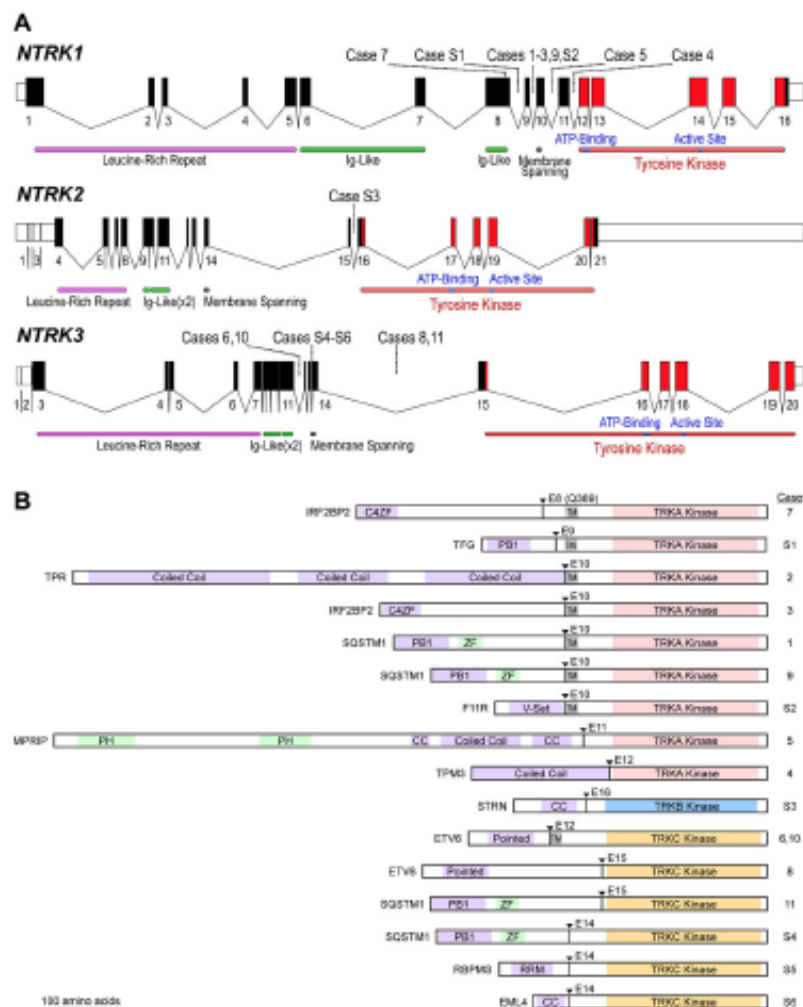 A
NTRK1
Case 7 Case S1 Cases 1-3,9,S2 Case 5 Case 4
1 2 3 4 5 6 7 8 9 10 11 12 13 14 15 16
ATP-Binding Active Site
Leucine-Rich Repeat Ig-Like Ig-Like Membrane Spanning Tyrosine Kinase
NTRK2
Case S3
1 3 4 5 8 9 11 14 15 16 17 18 19 20 21
ATP-Binding Active Site
Leucine-Rich Repeat Ig-Like(x2) Membrane Spanning Tyrosine Kinase
NTRK3
Cases 6,10 Cases S4-S6 Cases 8,11
1 2 3 4 5 6 7 11 14 15 16 17 18 19 20
ATP-Binding Active Site
Leucine-Rich Repeat Ig-Like(x2) Membrane Spanning Tyrosine Kinase
B
Case
E8 (Q369)
IRF2BP2 C4ZF TM TRKA Kinase 7
E9
TFG PB1 TM TRKA Kinase S1
E10
TPR Coiled Coil Coiled Coil Coiled Coil TM TRKA Kinase 2
E10
IRF2BP2 C4ZF TM TRKA Kinase 3
E10
SQSTM1 PB1 ZF TM TRKA Kinase 1
E10
SQSTM1 PB1 ZF TM TRKA Kinase 9
E10
F11R V-Set TM TRKA Kinase S2
E11
MPRIP PH PH CC Coiled Coil CC TRKA Kinase 5
E12
TPM3 Coiled Coil TRKA Kinase 4
E16
STRN CC TRKB Kinase S3
E12
ETV6 Pointed TM TRKC Kinase 6,10
E15
ETV6 Pointed TRKC Kinase 8
E15
SQSTM1 PB1 ZF TRKC Kinase 11
E14
SQSTM1 PB1 ZF TRKC Kinase S4
E14
RBPMS RRM TRKC Kinase S5
E14
EML4 CC TRKC Kinase S6
100 amino acids